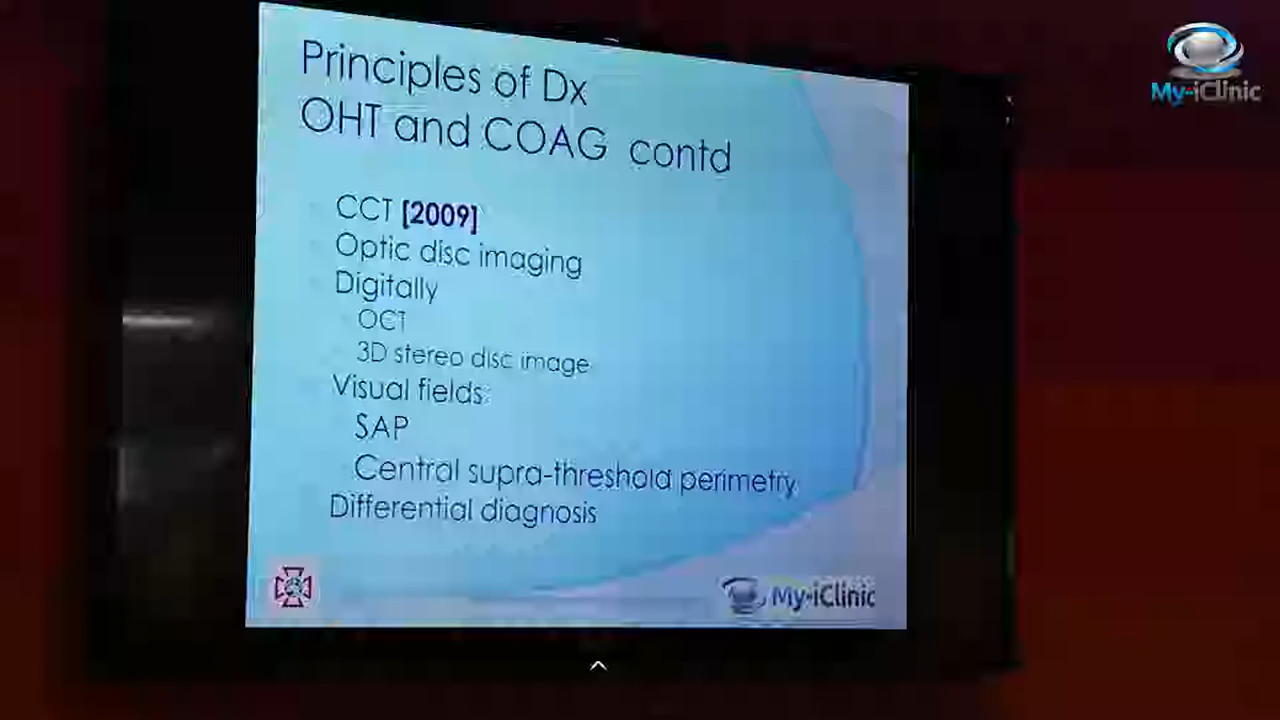 My-iClinic
Principles of Dx
OHT and COAG contd
CCT [2009]
Optic disc imaging
Digitally
OCT
3D stereo disc image
Visual fields:
SAP
Central supra-threshold perimetry
Differential diagnosis
My-iClinic